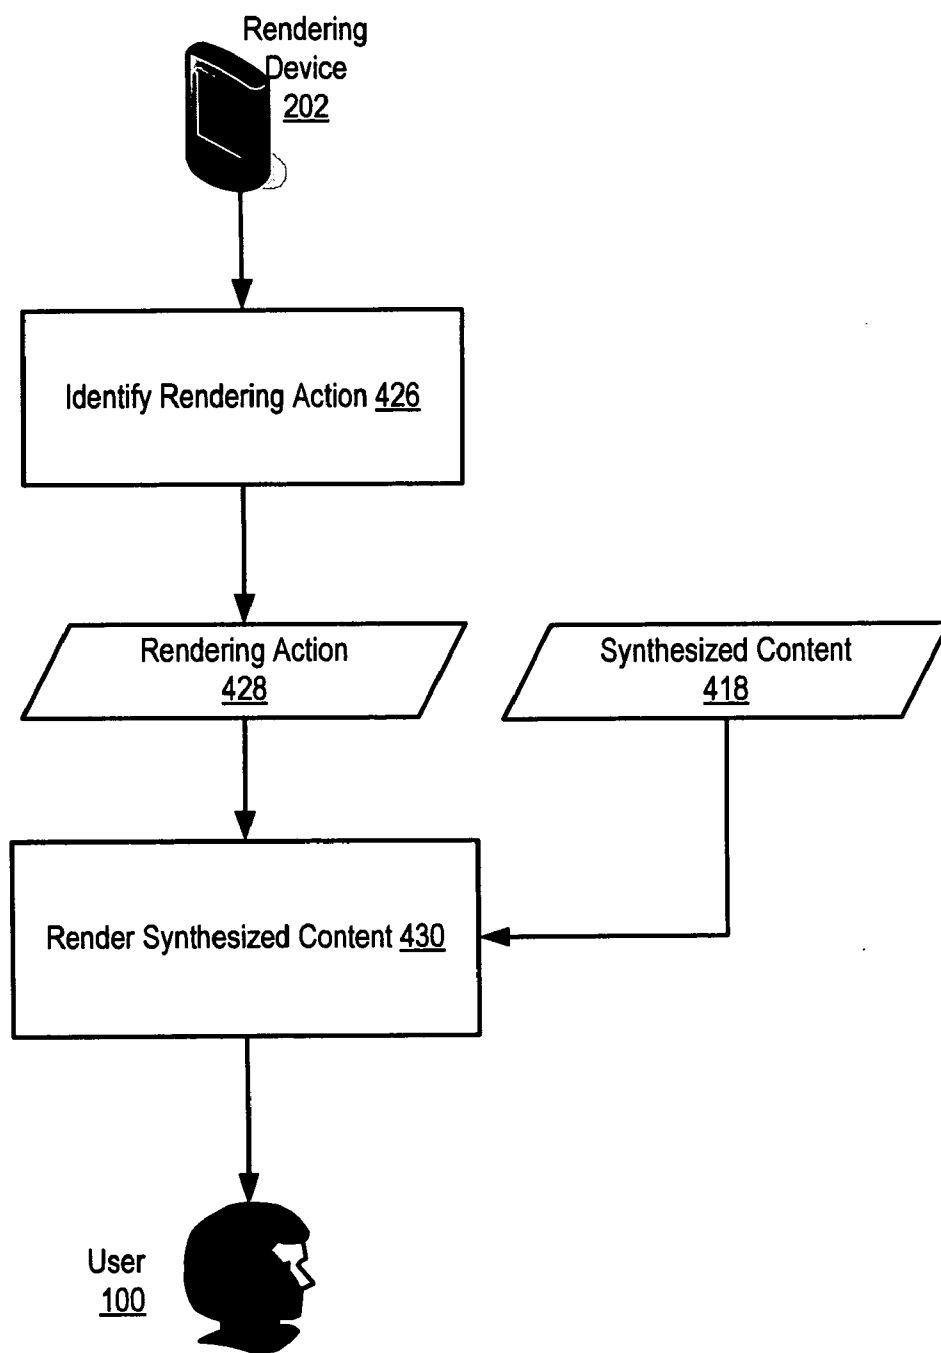 Rendering
Device
202
Identify Rendering Action 426
Rendering Action
428
Synthesized Content
418
Render Synthesized Content 430
User
100